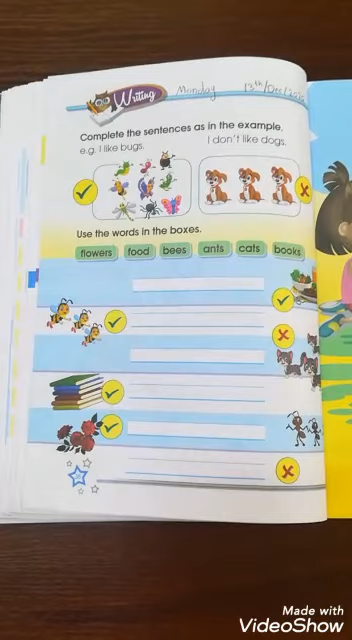 Writing Monday 13th/Dec/202
Complete the sentences as in the example.
e.g. I like bugs. I don't like dogs.
Use the words in the boxes.
flowers food bees ants cats books
Made with
VideoShow